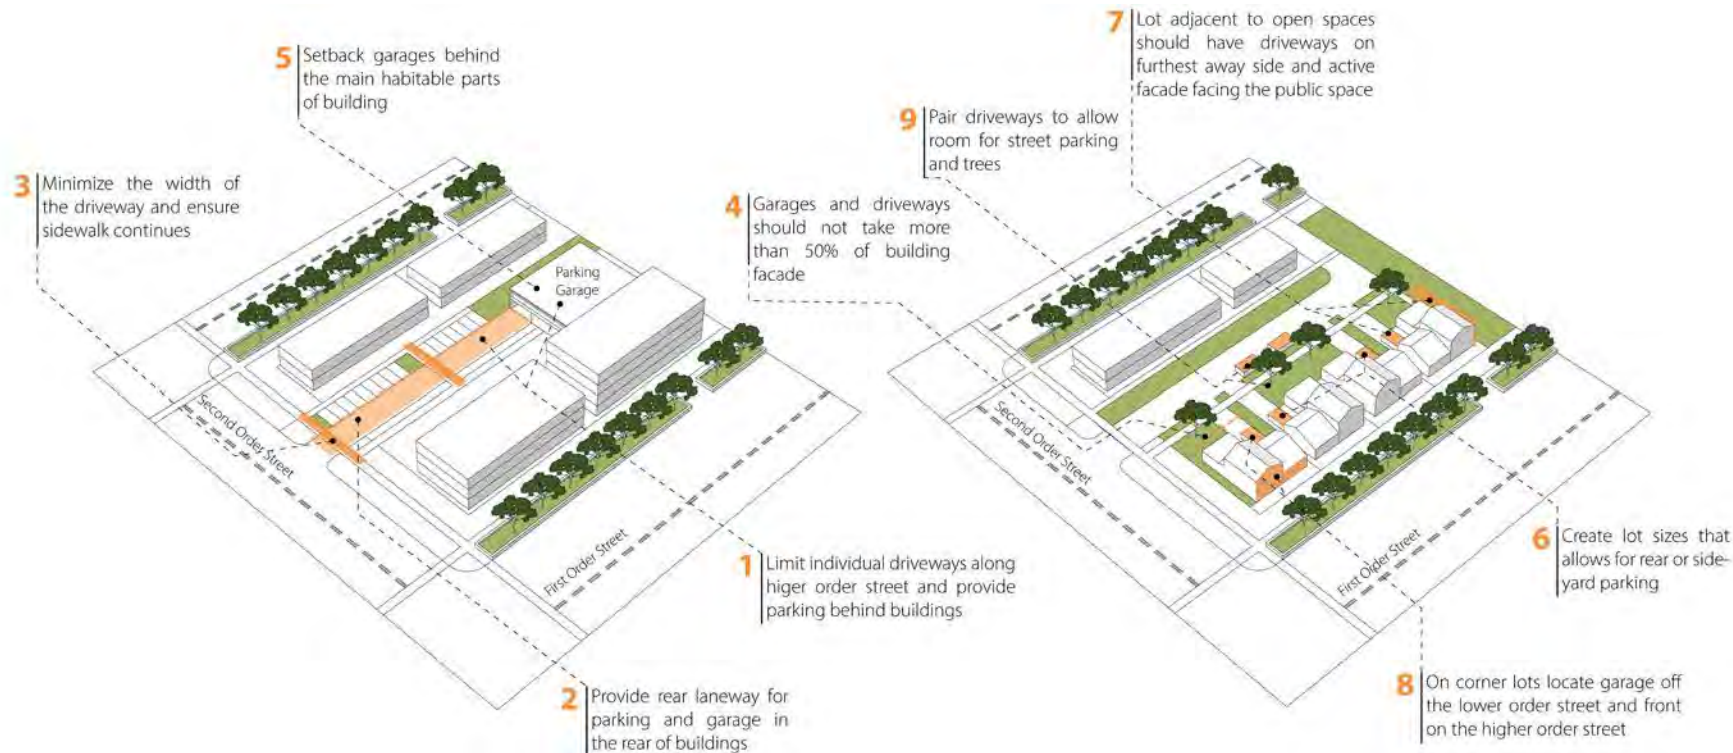 5 Setback garages behind
the main habitable parts
of building
3 Minimize the width of
the driveway and ensure
sidewalk continues
Parking
Garage
Second Order Street
First Order Street
1 Limit individual driveways along
higer order street and provide
parking behind buildings
2 Provide rear laneway for
parking and garage in
the rear of buildings
7 Lot adjacent to open spaces
should have driveways on
furthest away side and active
facade facing the public space
9 Pair driveways to allow
room for street parking
and trees
4 Garages and driveways
should not take more
than 50% of building
facade
Second Order Street
First Order Street
6 Create lot sizes that
allows for rear or side-
yard parking
8 On corner lots locate garage off
the lower order street and front
on the higher order street